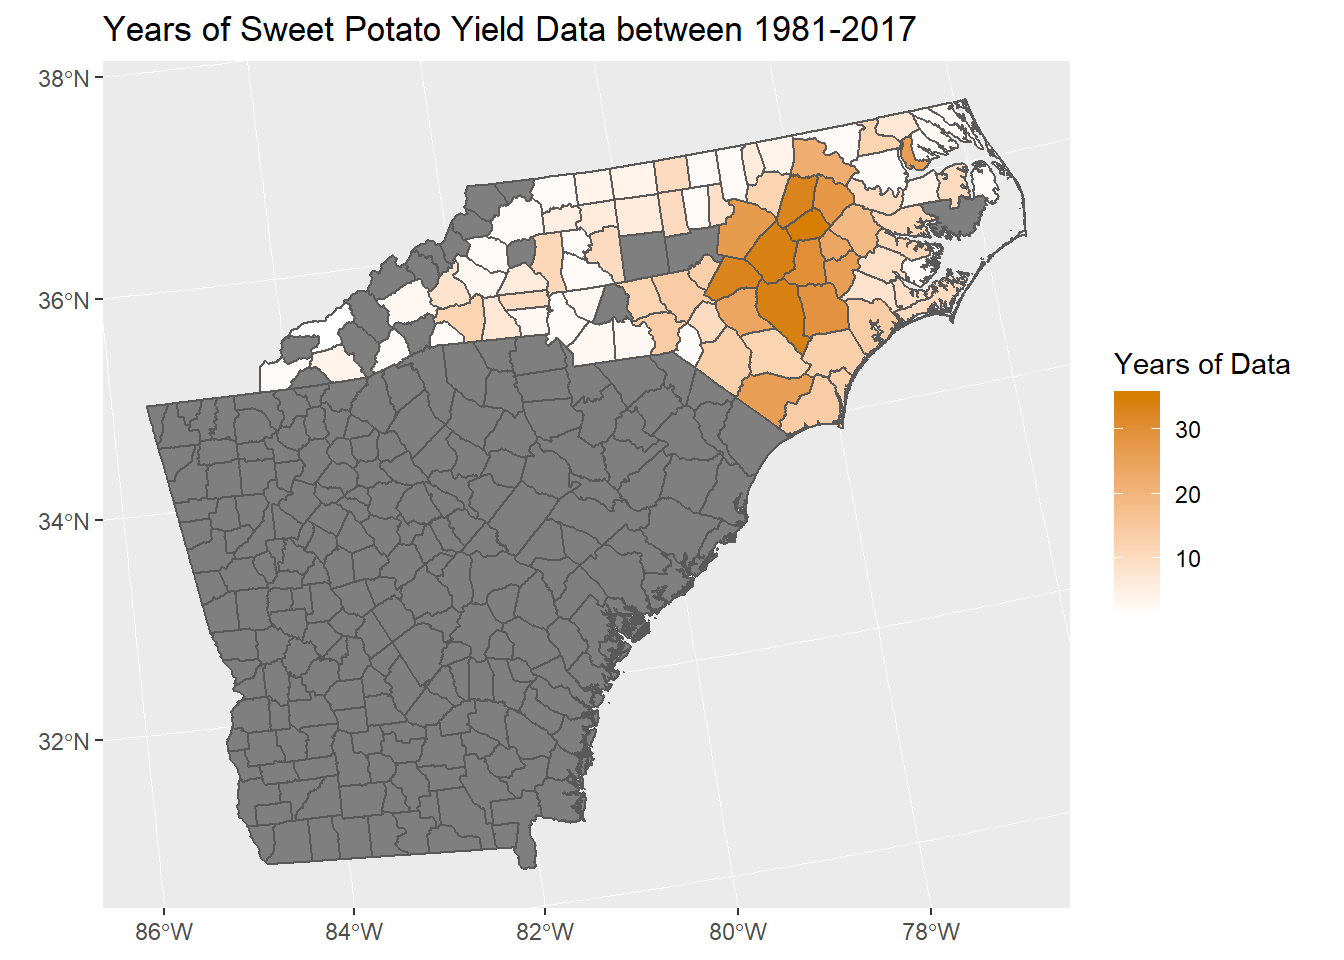 Years of Sweet Potato Yield Data between 1981-2017
38°N
36°N
34°N
32°N
86°W
84°W
82°W
80°W
78°W
Years of Data
30
20
10